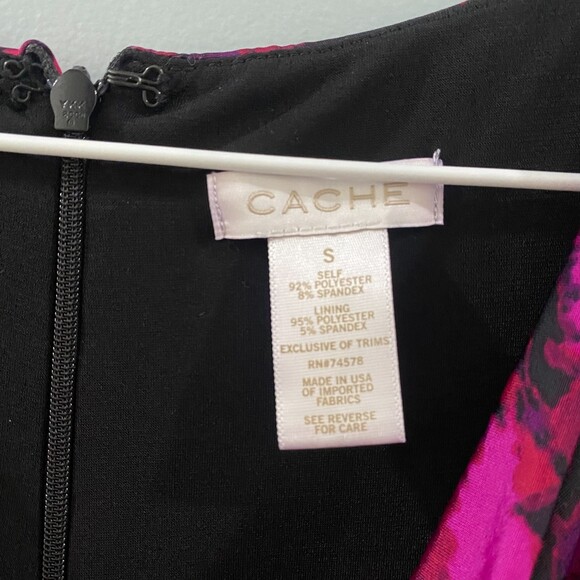 CACHE
S
SELF
92% POLYESTER
8% SPANDEX
LINING
95% POLYESTER
5% SPANDEX
EXCLUSIVE OF TRIMS
RN#74578
MADE IN USA
OF IMPORTED
FABRICS
SEE REVERSE
FOR CARE